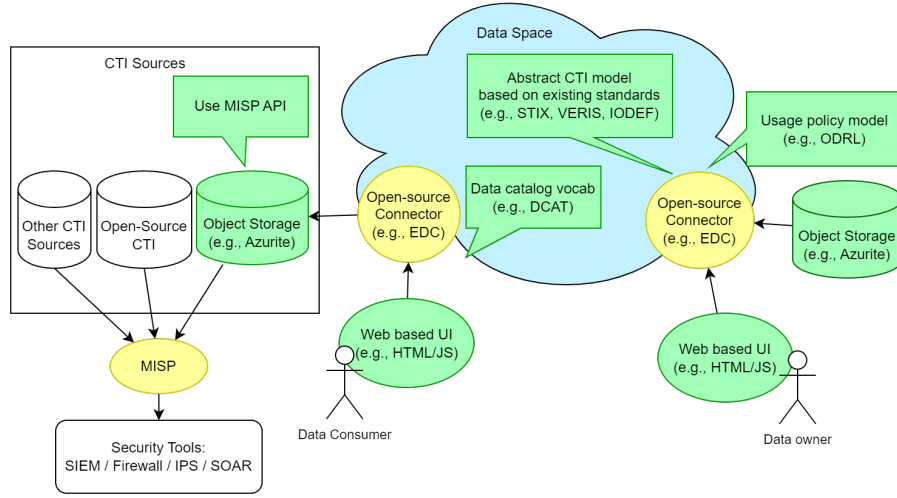 CTI Sources
Use MISP API
Other CTI
Sources
Open-Source
CTI
Object Storage
(e.g., Azurite)
MISP
Security Tools:
SIEM / Firewall / IPS / SOAR
Data Space
Abstract CTI model
based on existing standards
(e.g., STIX, VERIS, IODEF)
Usage policy model
(e.g., ODRL)
Open-source
Connector
(e.g., EDC)
Data catalog vocab
(e.g., DCAT)
Open-source
Connector
(e.g., EDC)
Object Storage
(e.g., Azurite)
Web based UI
(e.g., HTML/JS)
Data Consumer
Web based UI
(e.g., HTML/JS)
Data owner